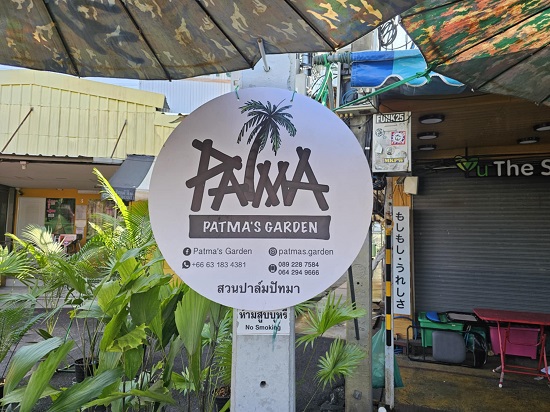 PALMA
PATMA'S GARDEN
Patma's Garden
patmas.garden
+66 63 183 4381
089 228 7584
064 294 9666
สวนปาล์มปัทมา
ห้ามสูบบุหรี่
No Smoking
FUNK25
The S
もしもし・うれしさ